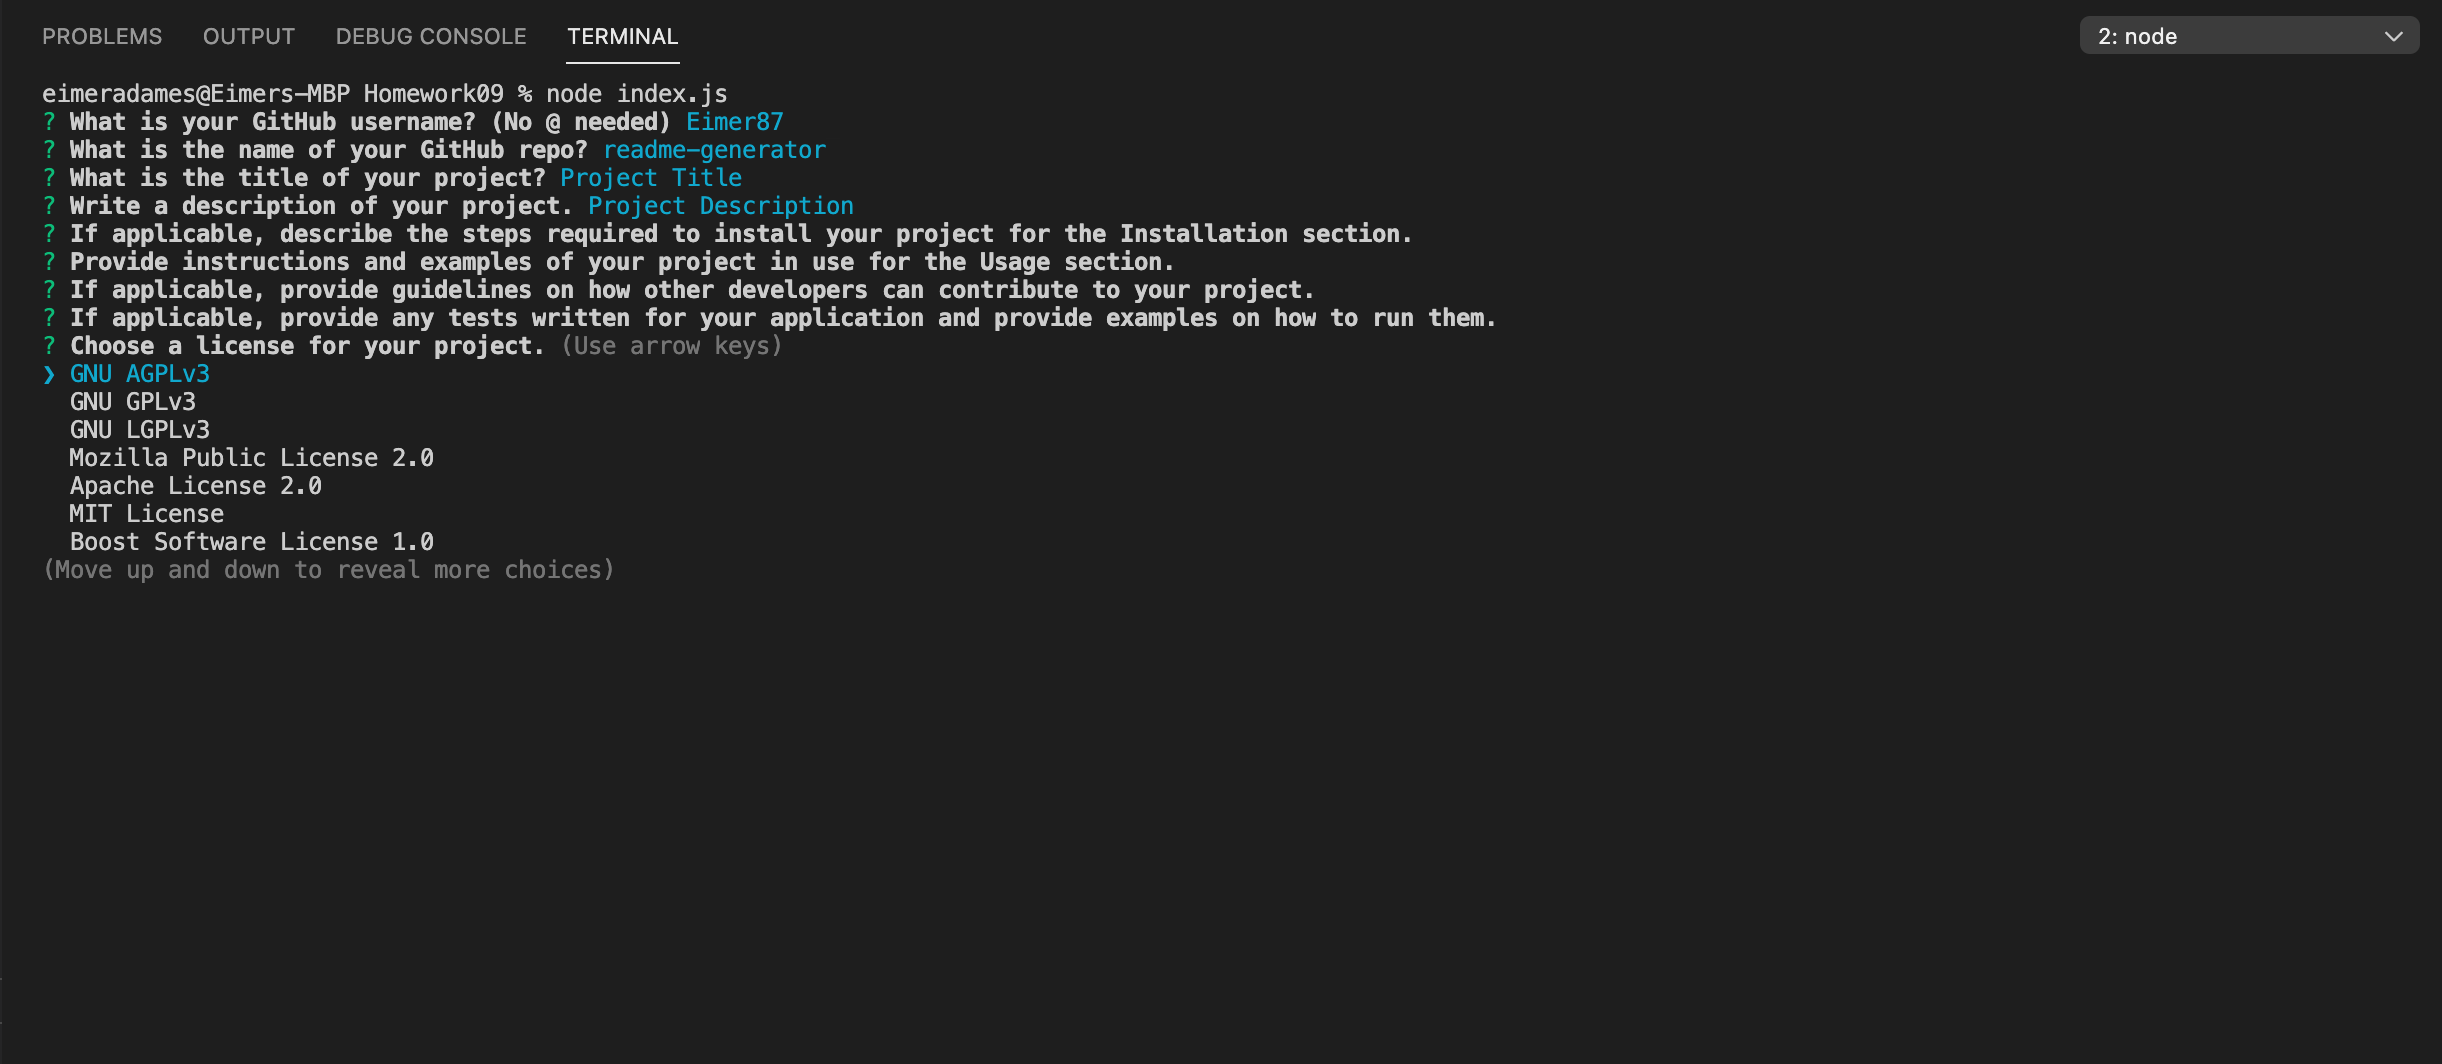 PROBLEMS OUTPUT DEBUG CONSOLE TERMINAL 2: node
eimeradames@Eimers-MBP Homework09 % node index.js
? What is your GitHub username? (No @ needed) Eimer87
? What is the name of your GitHub repo? readme-generator
? What is the title of your project? Project Title
? Write a description of your project. Project Description
? If applicable, describe the steps required to install your project for the Installation section.
? Provide instructions and examples of your project in use for the Usage section.
? If applicable, provide guidelines on how other developers can contribute to your project.
? If applicable, provide any tests written for your application and provide examples on how to run them.
? Choose a license for your project. (Use arrow keys)
❯ GNU AGPLv3
GNU GPLv3
GNU LGPLv3
Mozilla Public License 2.0
Apache License 2.0
MIT License
Boost Software License 1.0
(Move up and down to reveal more choices)